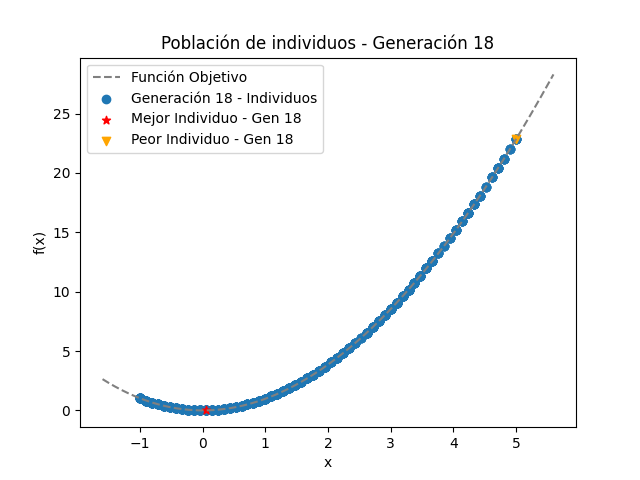 Población de individuos - Generación 18
Función Objetivo
Generación 18 - Individuos
Mejor Individuo - Gen 18
Peor Individuo - Gen 18
f(x)
25
20
15
10
5
0
−1 0 1 2 3 4 5
x